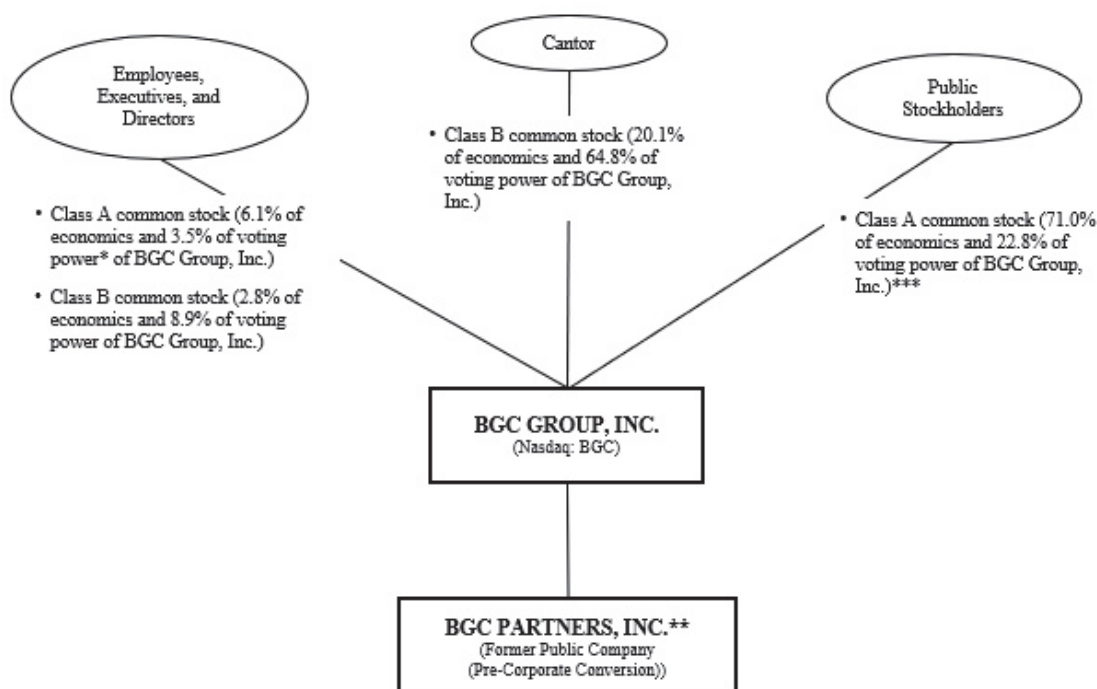 Employees,
Executives, and
Directors
Cantor
Public
Stockholders
• Class A common stock (6.1% of
economics and 3.5% of voting
power* of BGC Group, Inc.)
• Class B common stock (2.8% of
economics and 8.9% of voting
power of BGC Group, Inc.)
• Class B common stock (20.1%
of economics and 64.8% of
voting power of BGC Group,
Inc.)
• Class A common stock (71.0%
of economics and 22.8% of
voting power of BGC Group,
Inc.)***
BGC GROUP, INC.
(Nasdaq: BGC)
BGC PARTNERS, INC.**
(Former Public Company
(Pre-Corporate Conversion))